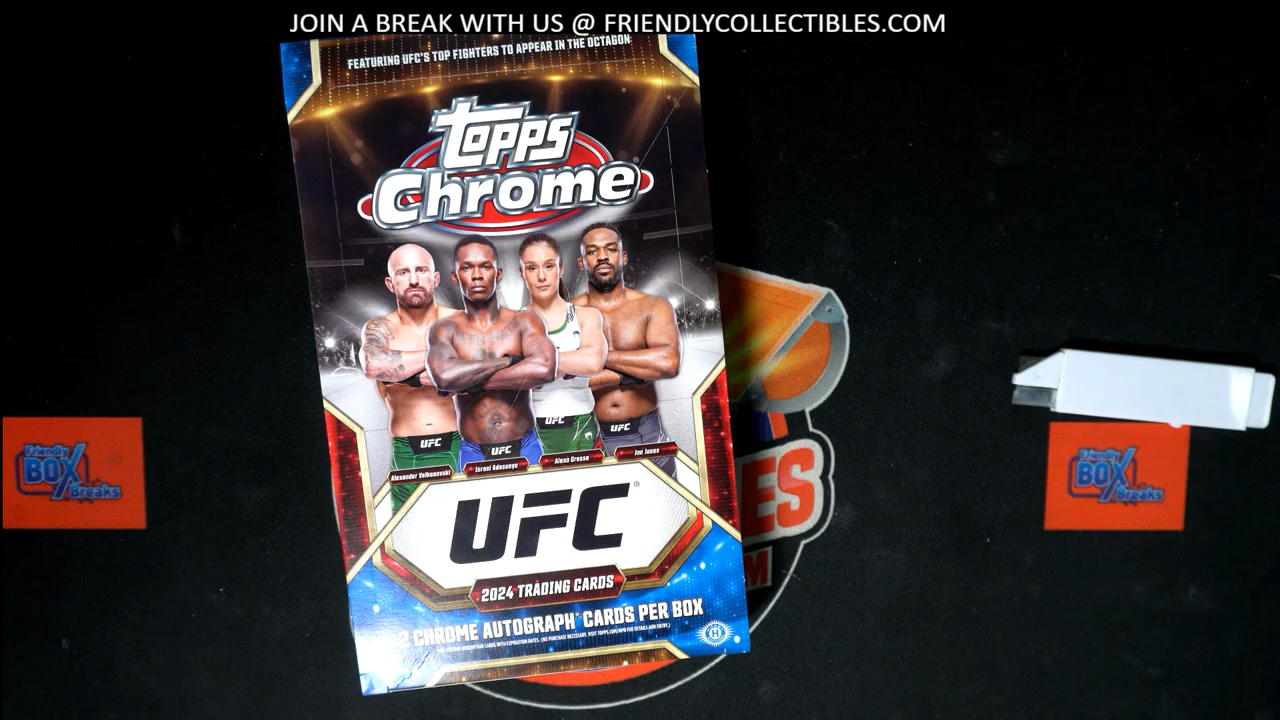 JOIN A BREAK WITH US @ FRIENDLYCOLLECTIBLES.COM
FEATURING UFC'S TOP FIGHTERS TO APPEAR IN THE OCTAGON
Topps
Chrome
UFC
UFC
UFC
UFC
Alexander Volkanovski
Israel Adesanya
Alexa Grasso
Jon Jones
UFC®
2024 TRADING CARDS
2 CHROME AUTOGRAPH* CARDS PER BOX
H
Friendly
BOX
Breaks
Friendly
BOX
Breaks
ES
M